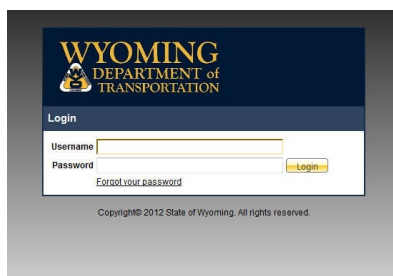 WYOMING
DEPARTMENT of
TRANSPORTATION
Login
Username
Password
Login
Forgot your password
Copyright© 2012 State of Wyoming. All rights reserved.